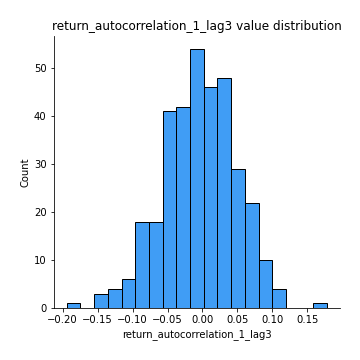 return_autocorrelation_1_lag3 value distribution
50
40
30
20
10
0
Count
−0.20 −0.15 −0.10 −0.05 0.00 0.05 0.10 0.15
return_autocorrelation_1_lag3